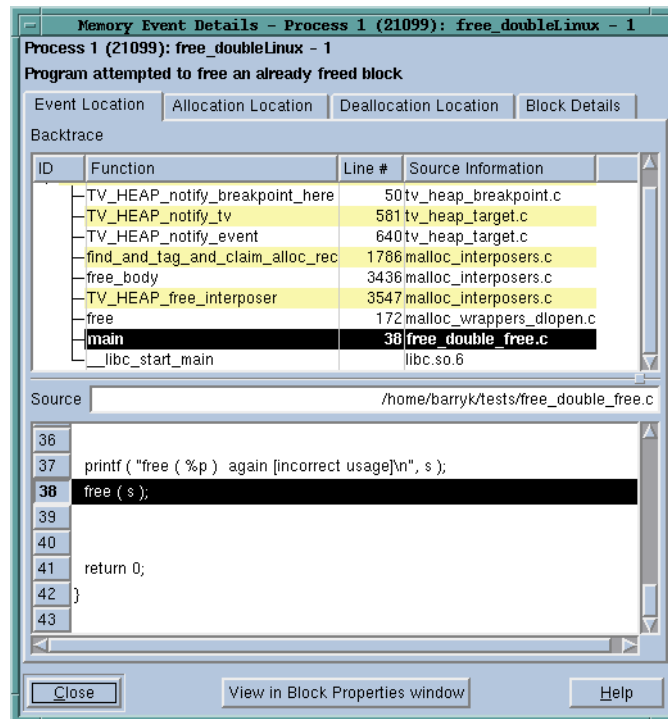 Memory Event Details - Process 1 (21099): free_doubleLinux - 1
Process 1 (21099): free_doubleLinux - 1
Program attempted to free an already freed block
Event Location Allocation Location Deallocation Location Block Details
Backtrace
ID Function Line # Source Information
TV_HEAP_notify_breakpoint_here 50 tv_heap_breakpoint.c
TV_HEAP_notify_tv 581 tv_heap_target.c
TV_HEAP_notify_event 640 tv_heap_target.c
find_and_tag_and_claim_alloc_rec 1786 malloc_interposers.c
free_body 3436 malloc_interposers.c
TV_HEAP_free_interposer 3547 malloc_interposers.c
free 172 malloc_wrappers_dlopen.c
main 38 free_double_free.c
__libc_start_main libc.so.6
Source /home/barryk/tests/free_double_free.c
36
37 printf ( "free ( %p ) again [incorrect usage]\n", s );
38 free ( s );
39
40
41 return 0;
42 }
43
Close View in Block Properties window Help